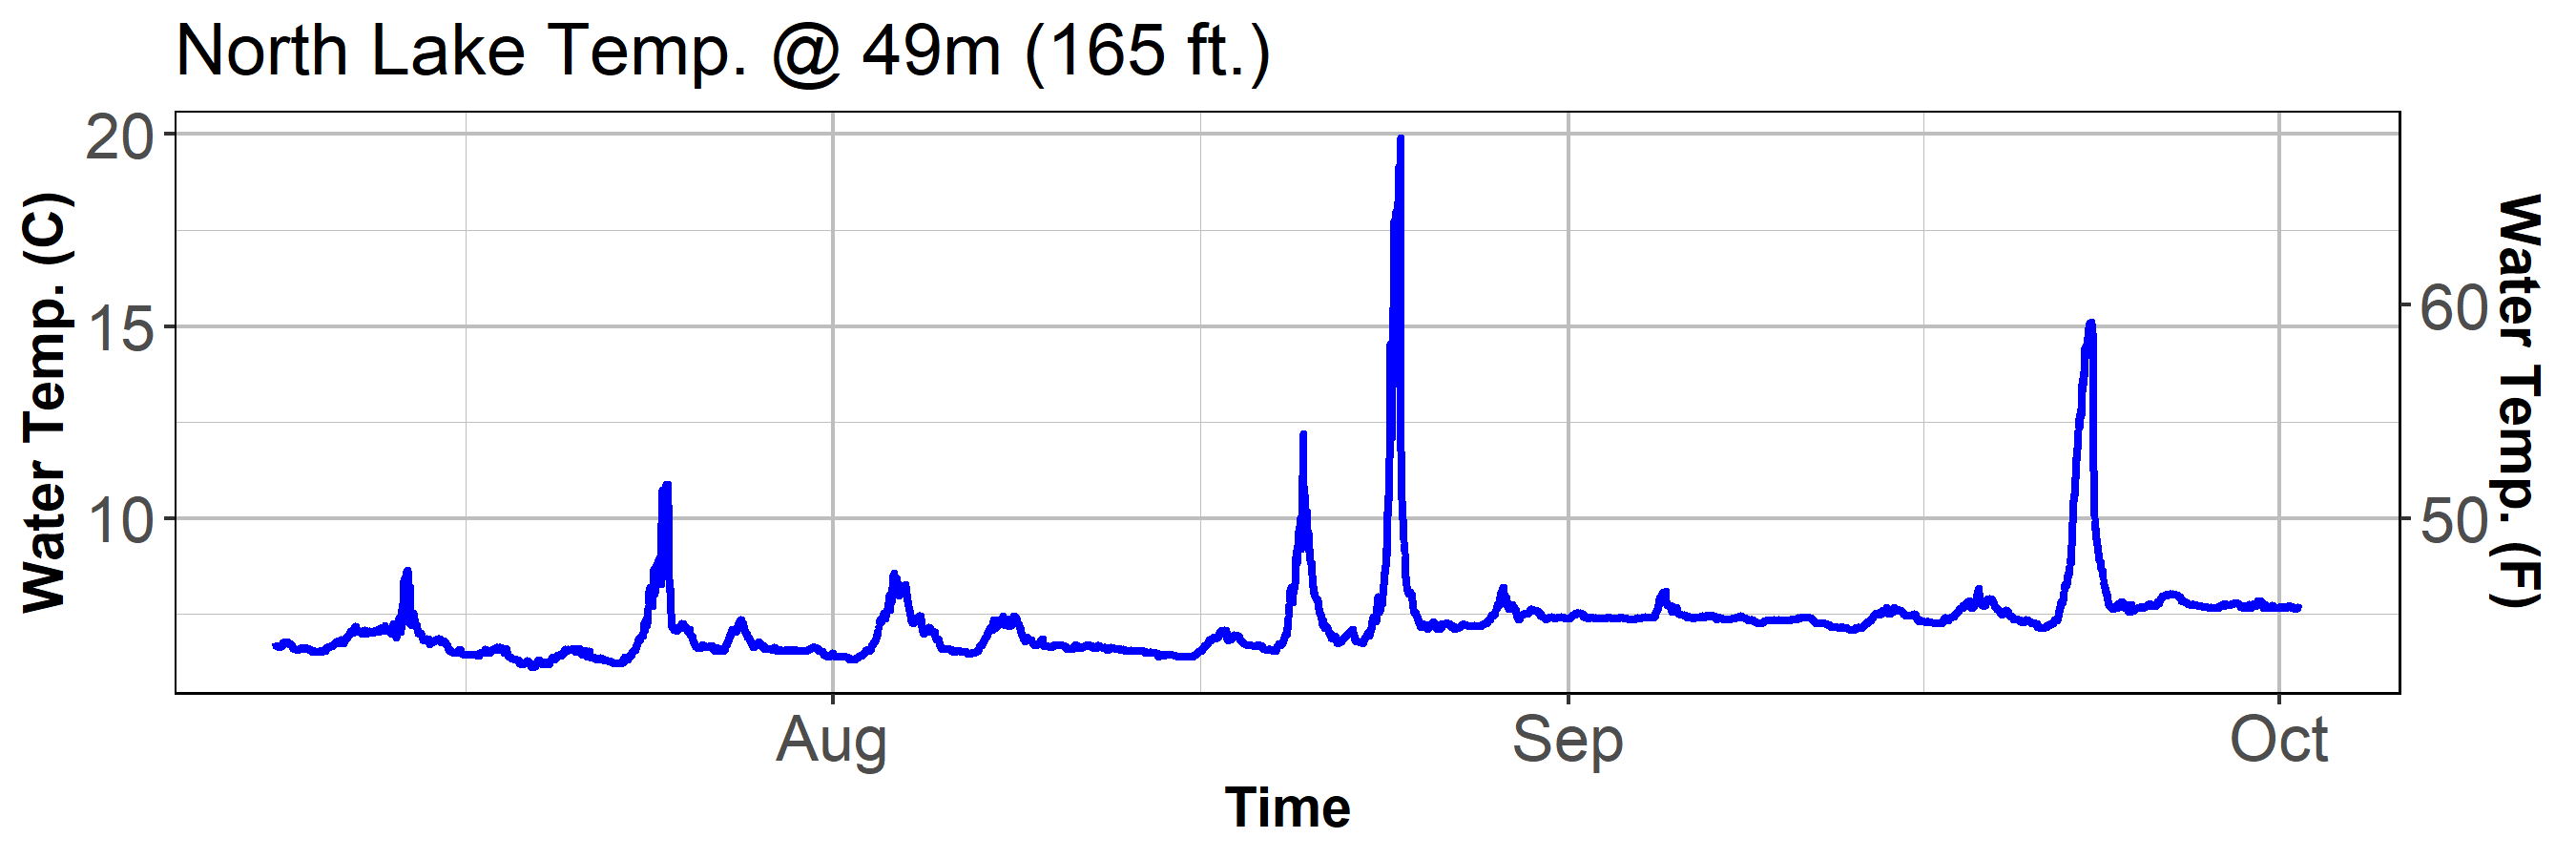 North Lake Temp. @ 49m (165 ft.)
Water Temp. (C)
20
15
10
60
50
Water Temp. (F)
Aug
Sep
Oct
Time